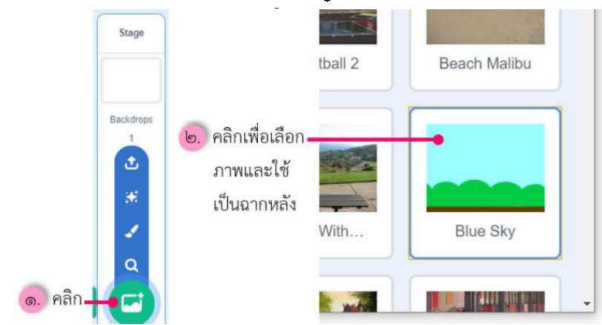 Stage
Backdrops
1
๑. คลิก
๒. คลิกเพื่อเลือก
ภาพและใช้
เป็นฉากหลัง
tball 2
Beach Malibu
With...
Blue Sky